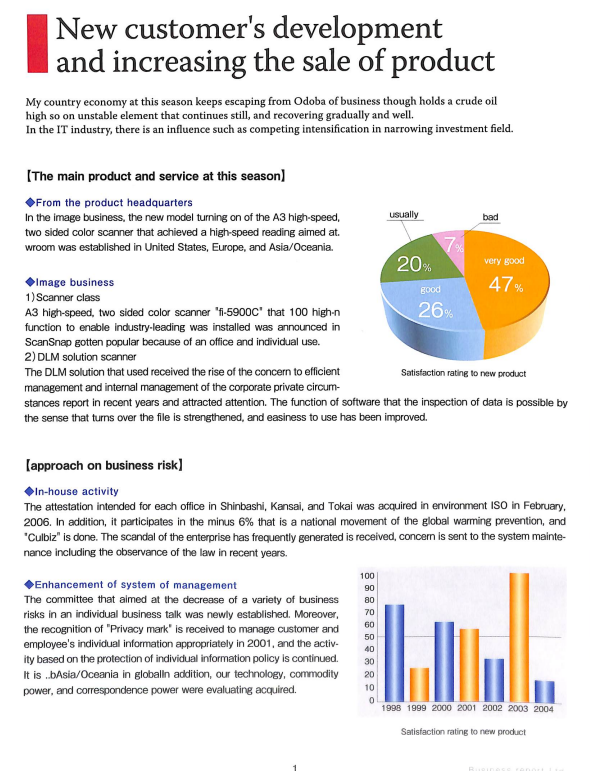 New customer's development
and increasing the sale of product
My country economy at this season keeps escaping from Odoba of business though holds a crude oil
high so on unstable element that continues still, and recovering gradually and well.
In the IT industry, there is an influence such as competing intensification in narrowing investment field.
【The main product and service at this season】
◆From the product headquarters
In the image business, the new model turning on of the A3 high-speed,
two sided color scanner that achieved a high-speed reading aimed at.
wroom was established in United States, Europe, and Asia/Oceania.
◆Image business
1)Scanner class
A3 high-speed, two sided color scanner "fi-5900C" that 100 high-n
function to enable industry-leading was installed was announced in
ScanSnap gotten popular because of an office and individual use.
2)DLM solution scanner
The DLM solution that used received the rise of the concern to efficient
management and internal management of the corporate private circum-
stances report in recent years and attracted attention. The function of software that the inspection of data is possible by
the sense that turns over the file is strengthened, and easiness to use has been improved.
usually
bad
7%
20%
very good
47%
good
26%
Satisfaction rating to new product
[approach on business risk]
◆In-house activity
The attestation intended for each office in Shinbashi, Kansai, and Tokai was acquired in environment ISO in February,
2006. In addition, it participates in the minus 6% that is a national movement of the global warming prevention, and
"Culbiz" is done. The scandal of the enterprise has frequently generated is received, concern is sent to the system mainte-
nance including the observance of the law in recent years.
◆Enhancement of system of management
The committee that aimed at the decrease of a variety of business
risks in an individual business talk was newly established. Moreover,
the recognition of "Privacy mark" is received to manage customer and
employee's individual information appropriately in 2001, and the activ-
ity based on the protection of individual information policy is continued.
It is ..bAsia/Oceania in globalIn addition, our technology, commodity
power, and correspondence power were evaluating acquired.
100
90
80
70
60
50
40
30
20
10
0
1998 1999 2000 2001 2002 2003 2004
Satisfaction rating to new product
1
Business report